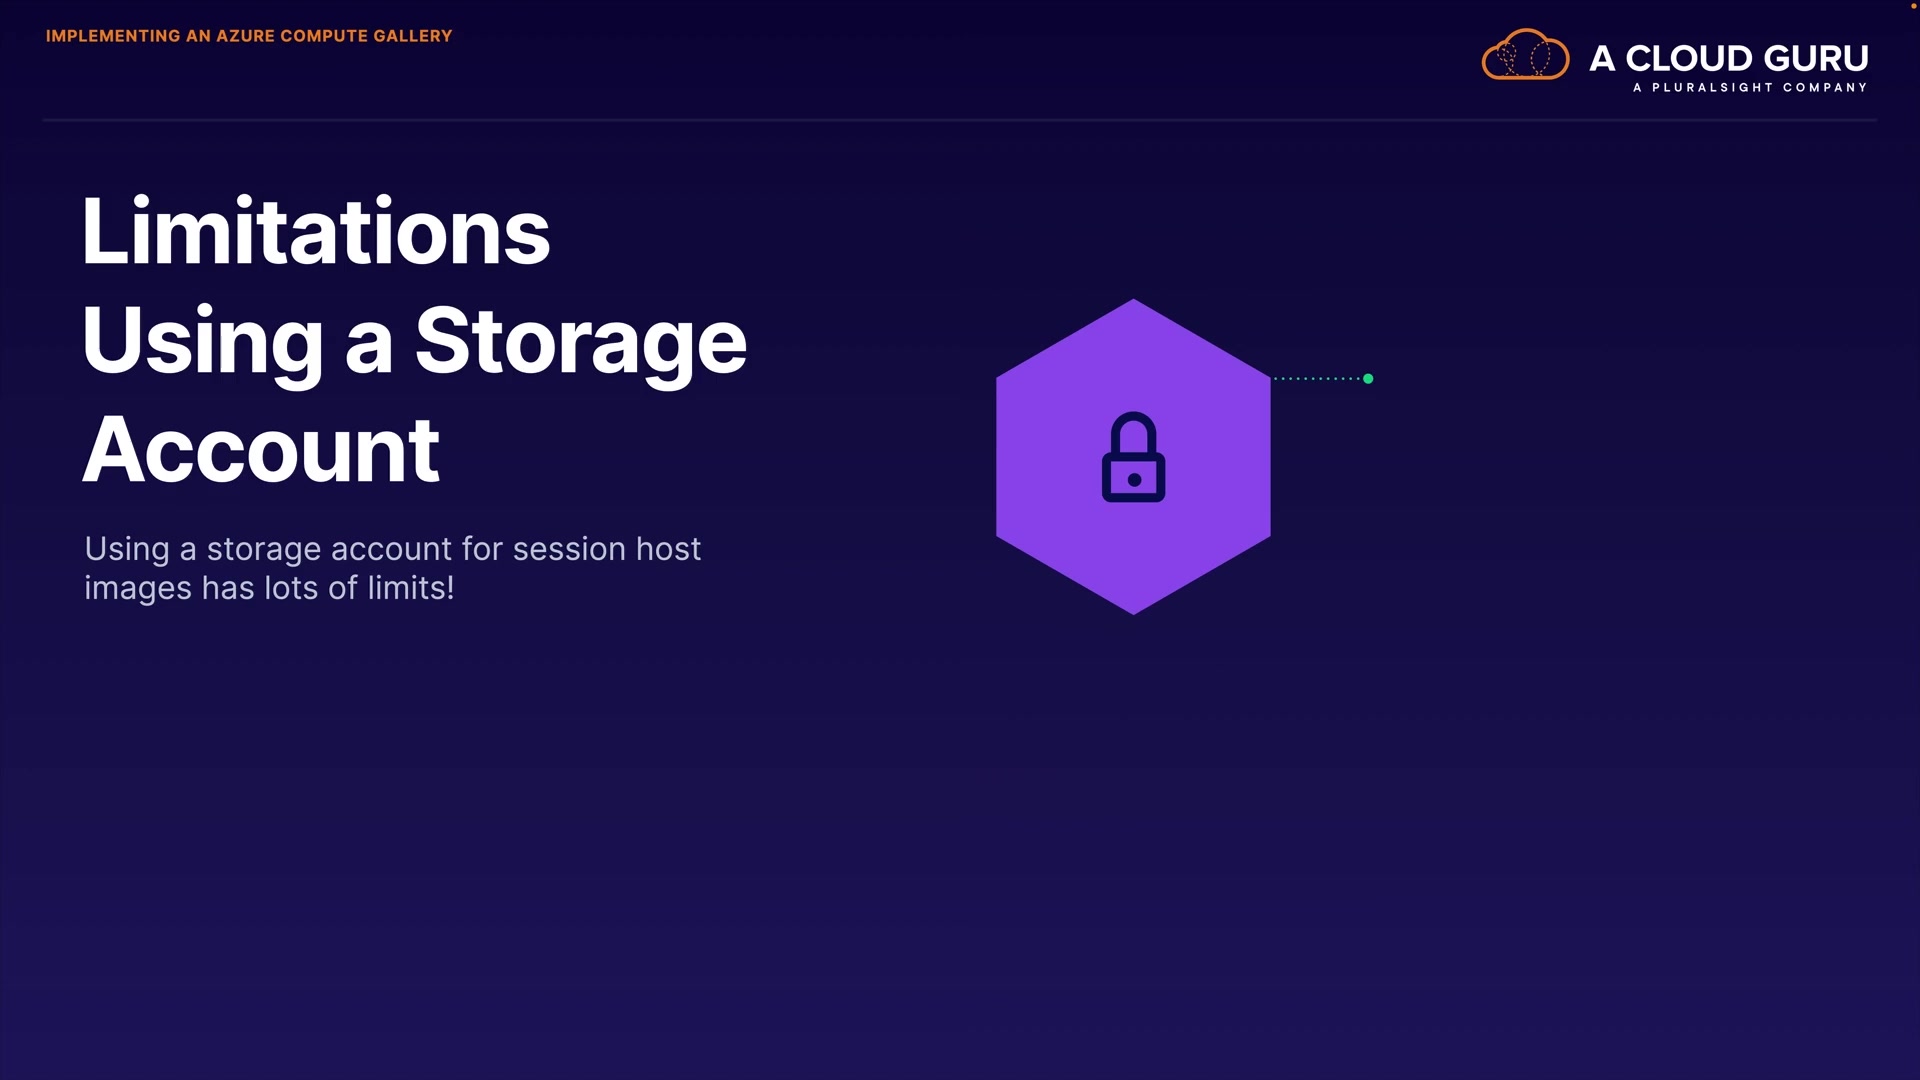 IMPLEMENTING AN AZURE COMPUTE GALLERY
A CLOUD GURU
A PLURALSIGHT COMPANY
Limitations
Using a Storage
Account
Using a storage account for session host
images has lots of limits!